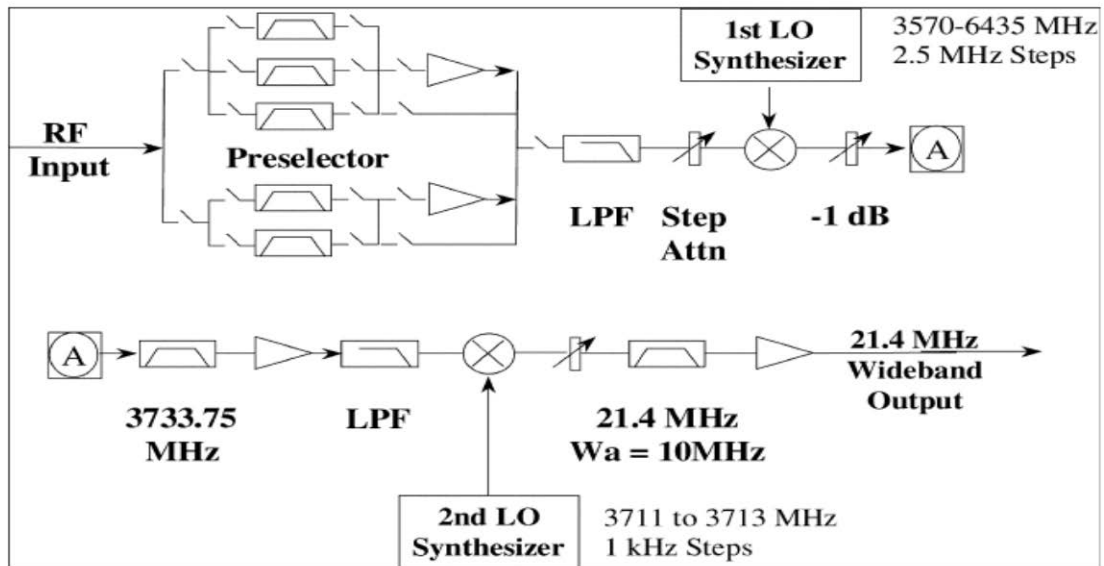 1st LO
Synthesizer
3570-6435 MHz
2.5 MHz Steps
RF
Input
Preselector
A
LPF
Step
Attn
-1 dB
A
3733.75
MHz
LPF
21.4 MHz
Wa = 10MHz
21.4 MHz
Wideband
Output
2nd LO
Synthesizer
3711 to 3713 MHz
1 kHz Steps